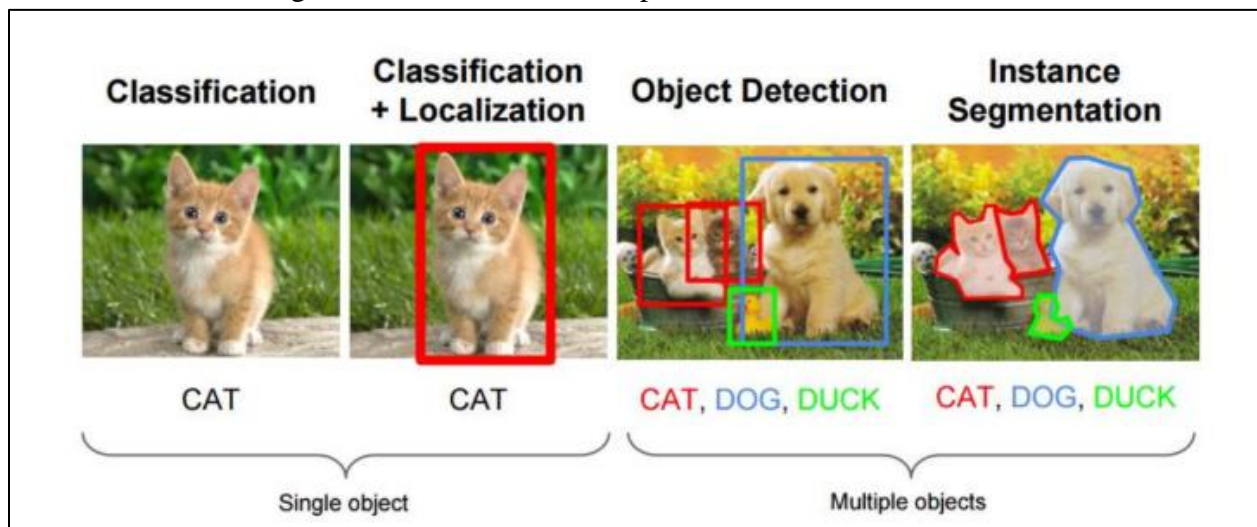 Classification
Classification
+ Localization
Object Detection
Instance
Segmentation
CAT
CAT
CAT, DOG, DUCK
CAT, DOG, DUCK
Single object
Multiple objects